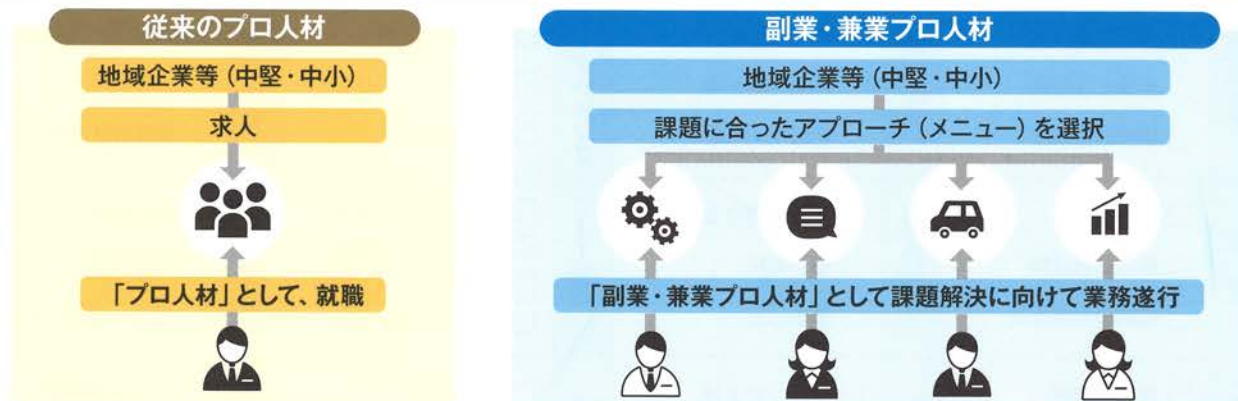 従来のプロ人材
地域企業等（中堅・中小）
求人
「プロ人材」として、就職
副業・兼業プロ人材
地域企業等（中堅・中小）
課題に合ったアプローチ（メニュー）を選択
「副業・兼業プロ人材」として課題解決に向けて業務遂行